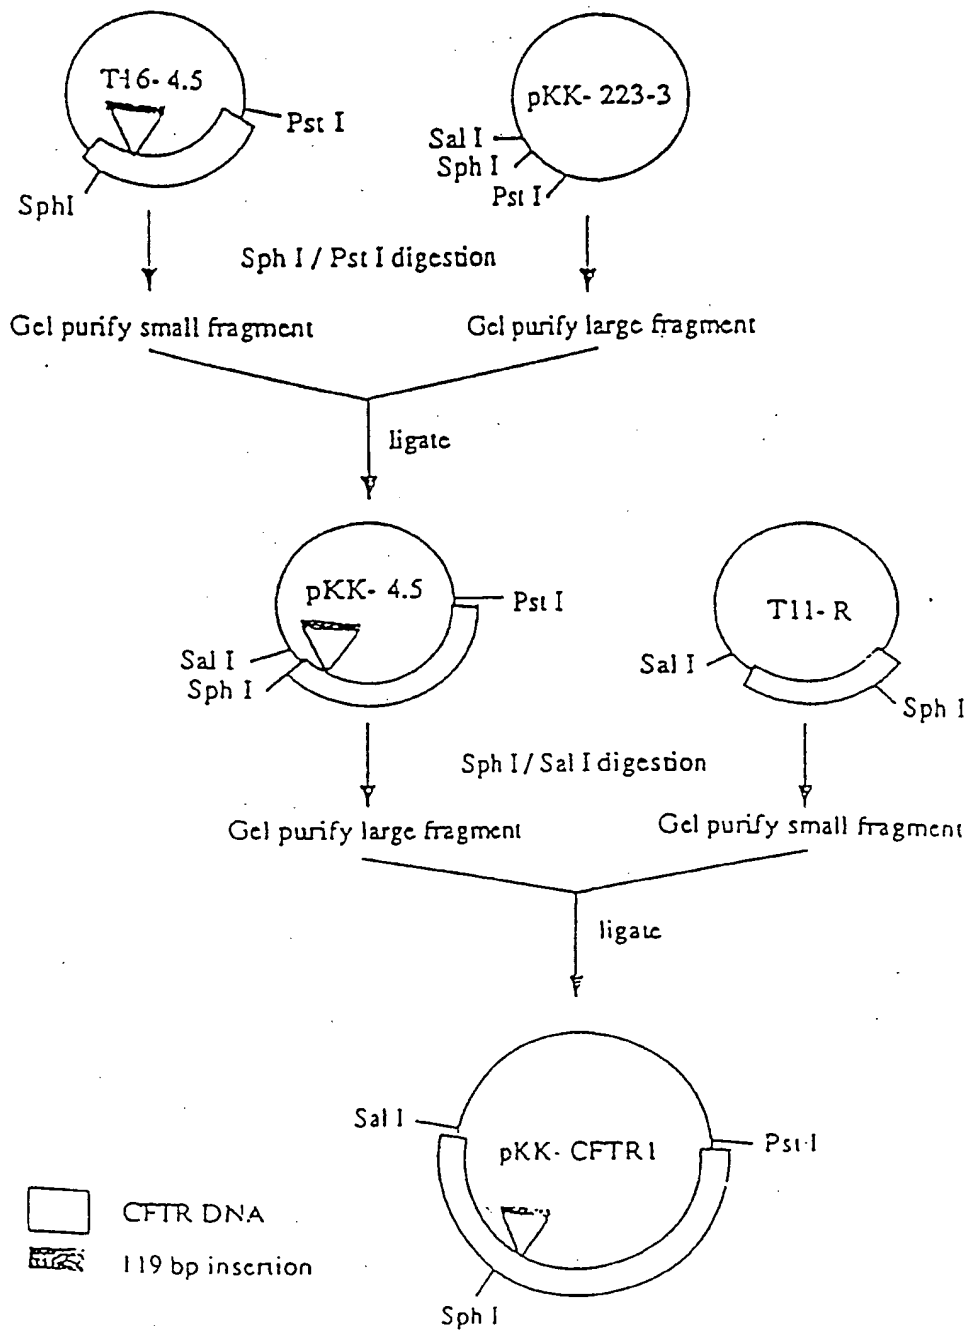 T16-4.5
Pst I
SphI
pKK-223-3
Sal I
Sph I
Pst I
Sph I / Pst I digestion
Gel purify small fragment
Gel purify large fragment
ligate
pKK-4.5
Pst I
Sal I
Sph I
T11-R
Sal I
Sph I
Sph I / Sal I digestion
Gel purify large fragment
Gel purify small fragment
ligate
Sal I
pKK-CFTR1
Pst I
Sph I
CFTR DNA
119 bp insertion